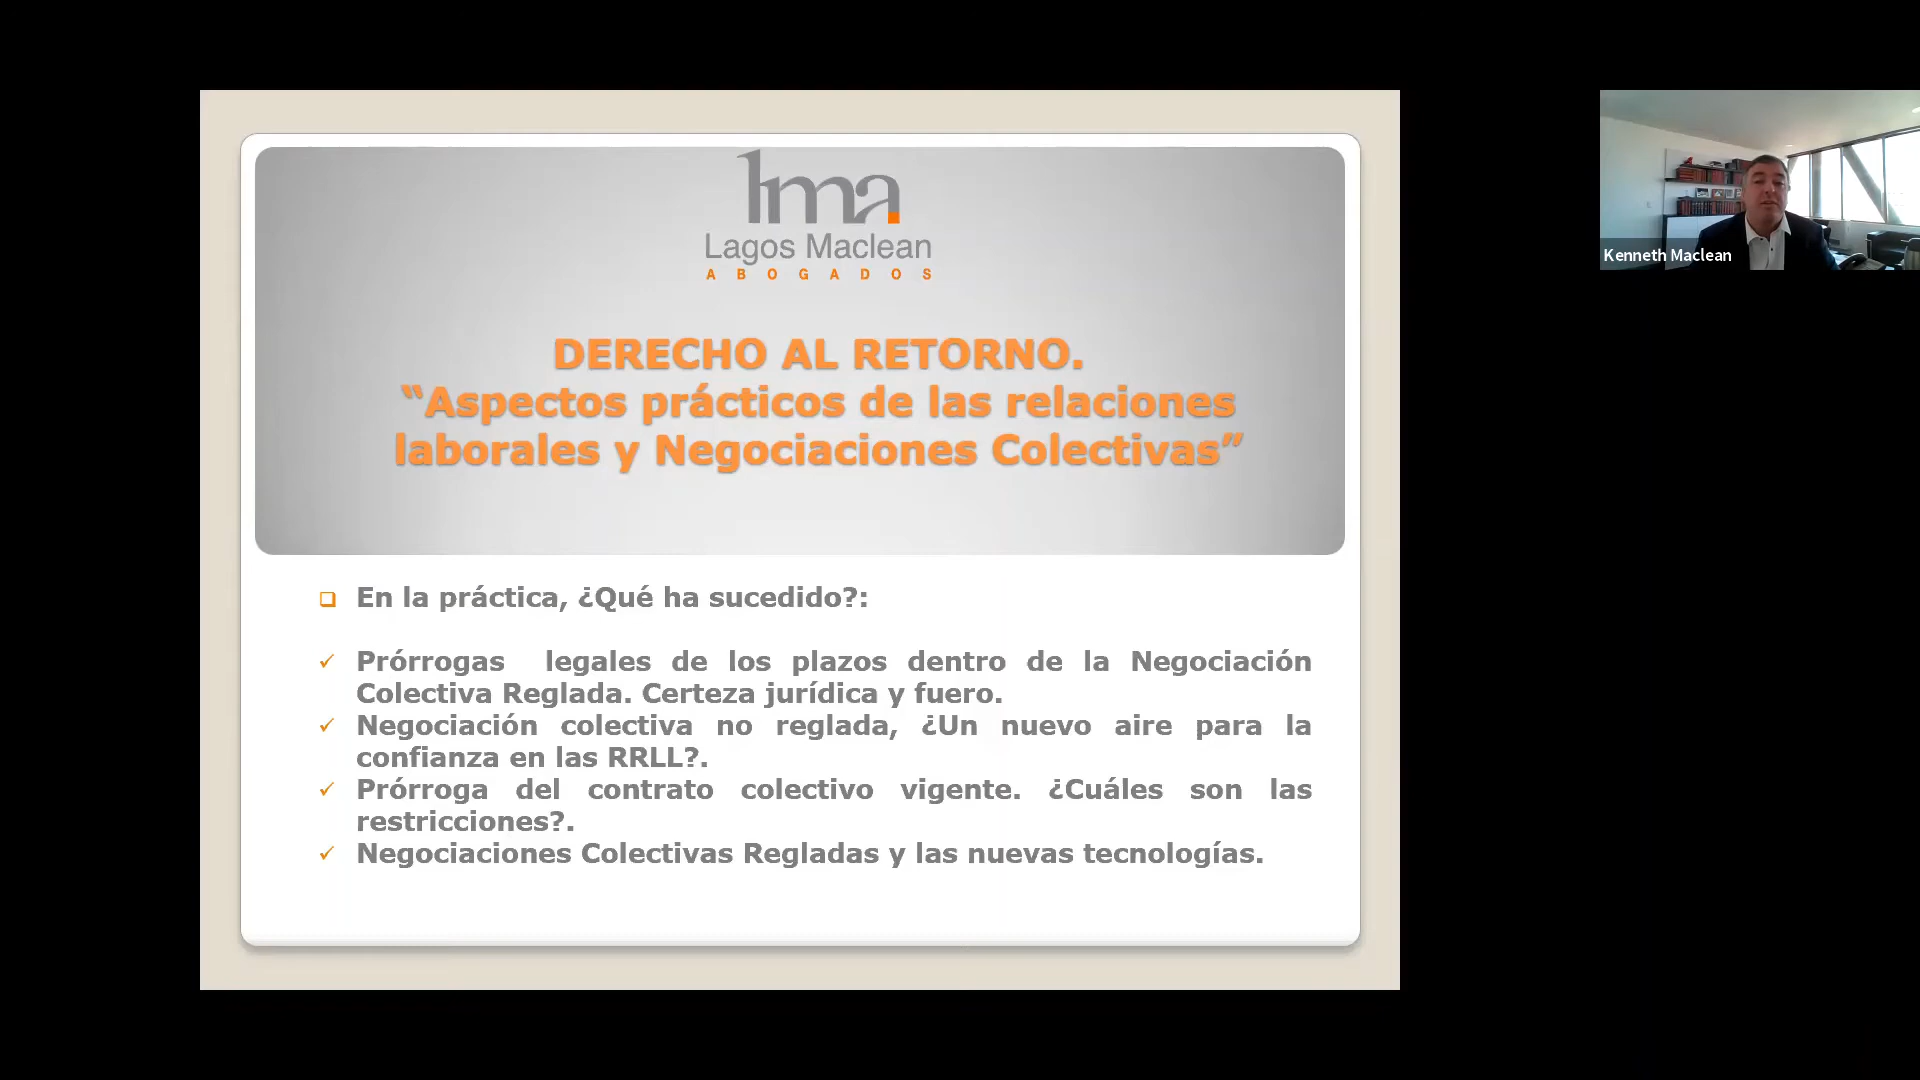 lma.
Lagos Maclean
ABOGADOS
DERECHO AL RETORNO.
“Aspectos prácticos de las relaciones
laborales y Negociaciones Colectivas”
En la práctica, ¿Qué ha sucedido?:
Prórrogas legales de los plazos dentro de la Negociación
Colectiva Reglada. Certeza jurídica y fuero.
Negociación colectiva no reglada, ¿Un nuevo aire para la
confianza en las RRLL?.
Prórroga del contrato colectivo vigente. ¿Cuáles son las
restricciones?.
Negociaciones Colectivas Regladas y las nuevas tecnologías.
Kenneth Maclean